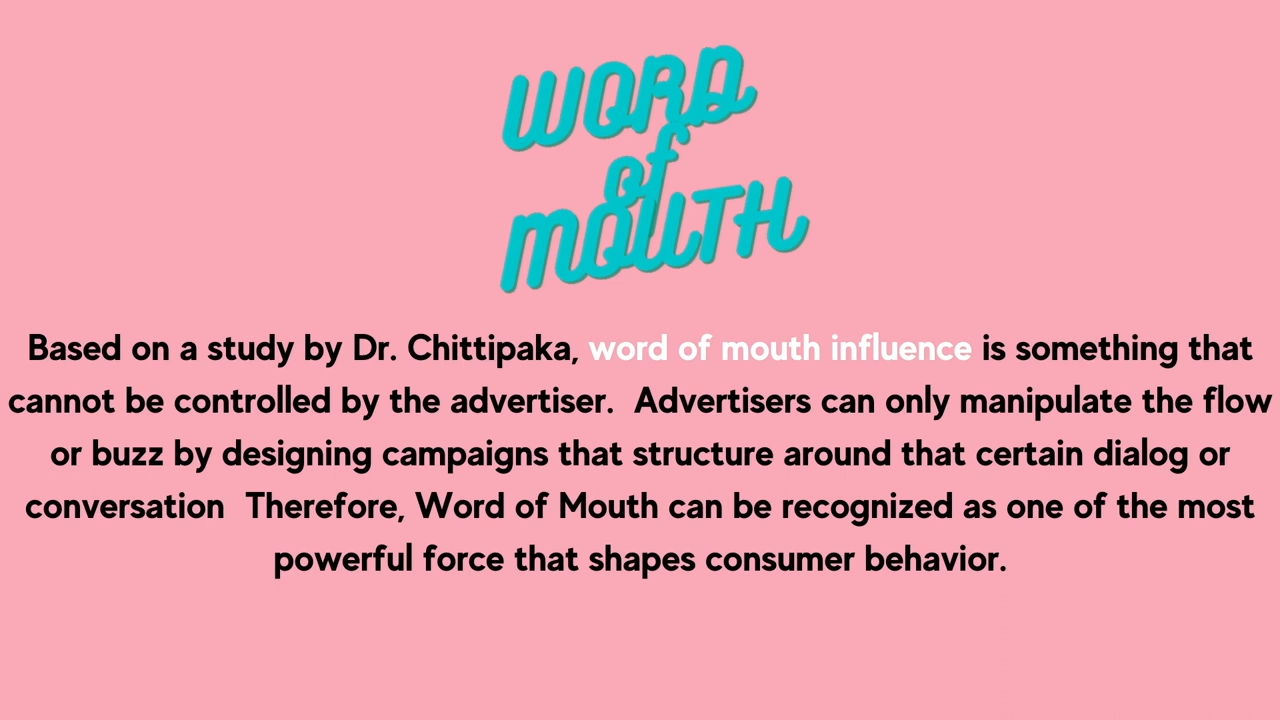 WORD
of
MOUTH
Based on a study by Dr. Chittipaka, word of mouth influence is something that
cannot be controlled by the advertiser.  Advertisers can only manipulate the flow
or buzz by designing campaigns that structure around that certain dialog or
conversation  Therefore, Word of Mouth can be recognized as one of the most
powerful force that shapes consumer behavior.